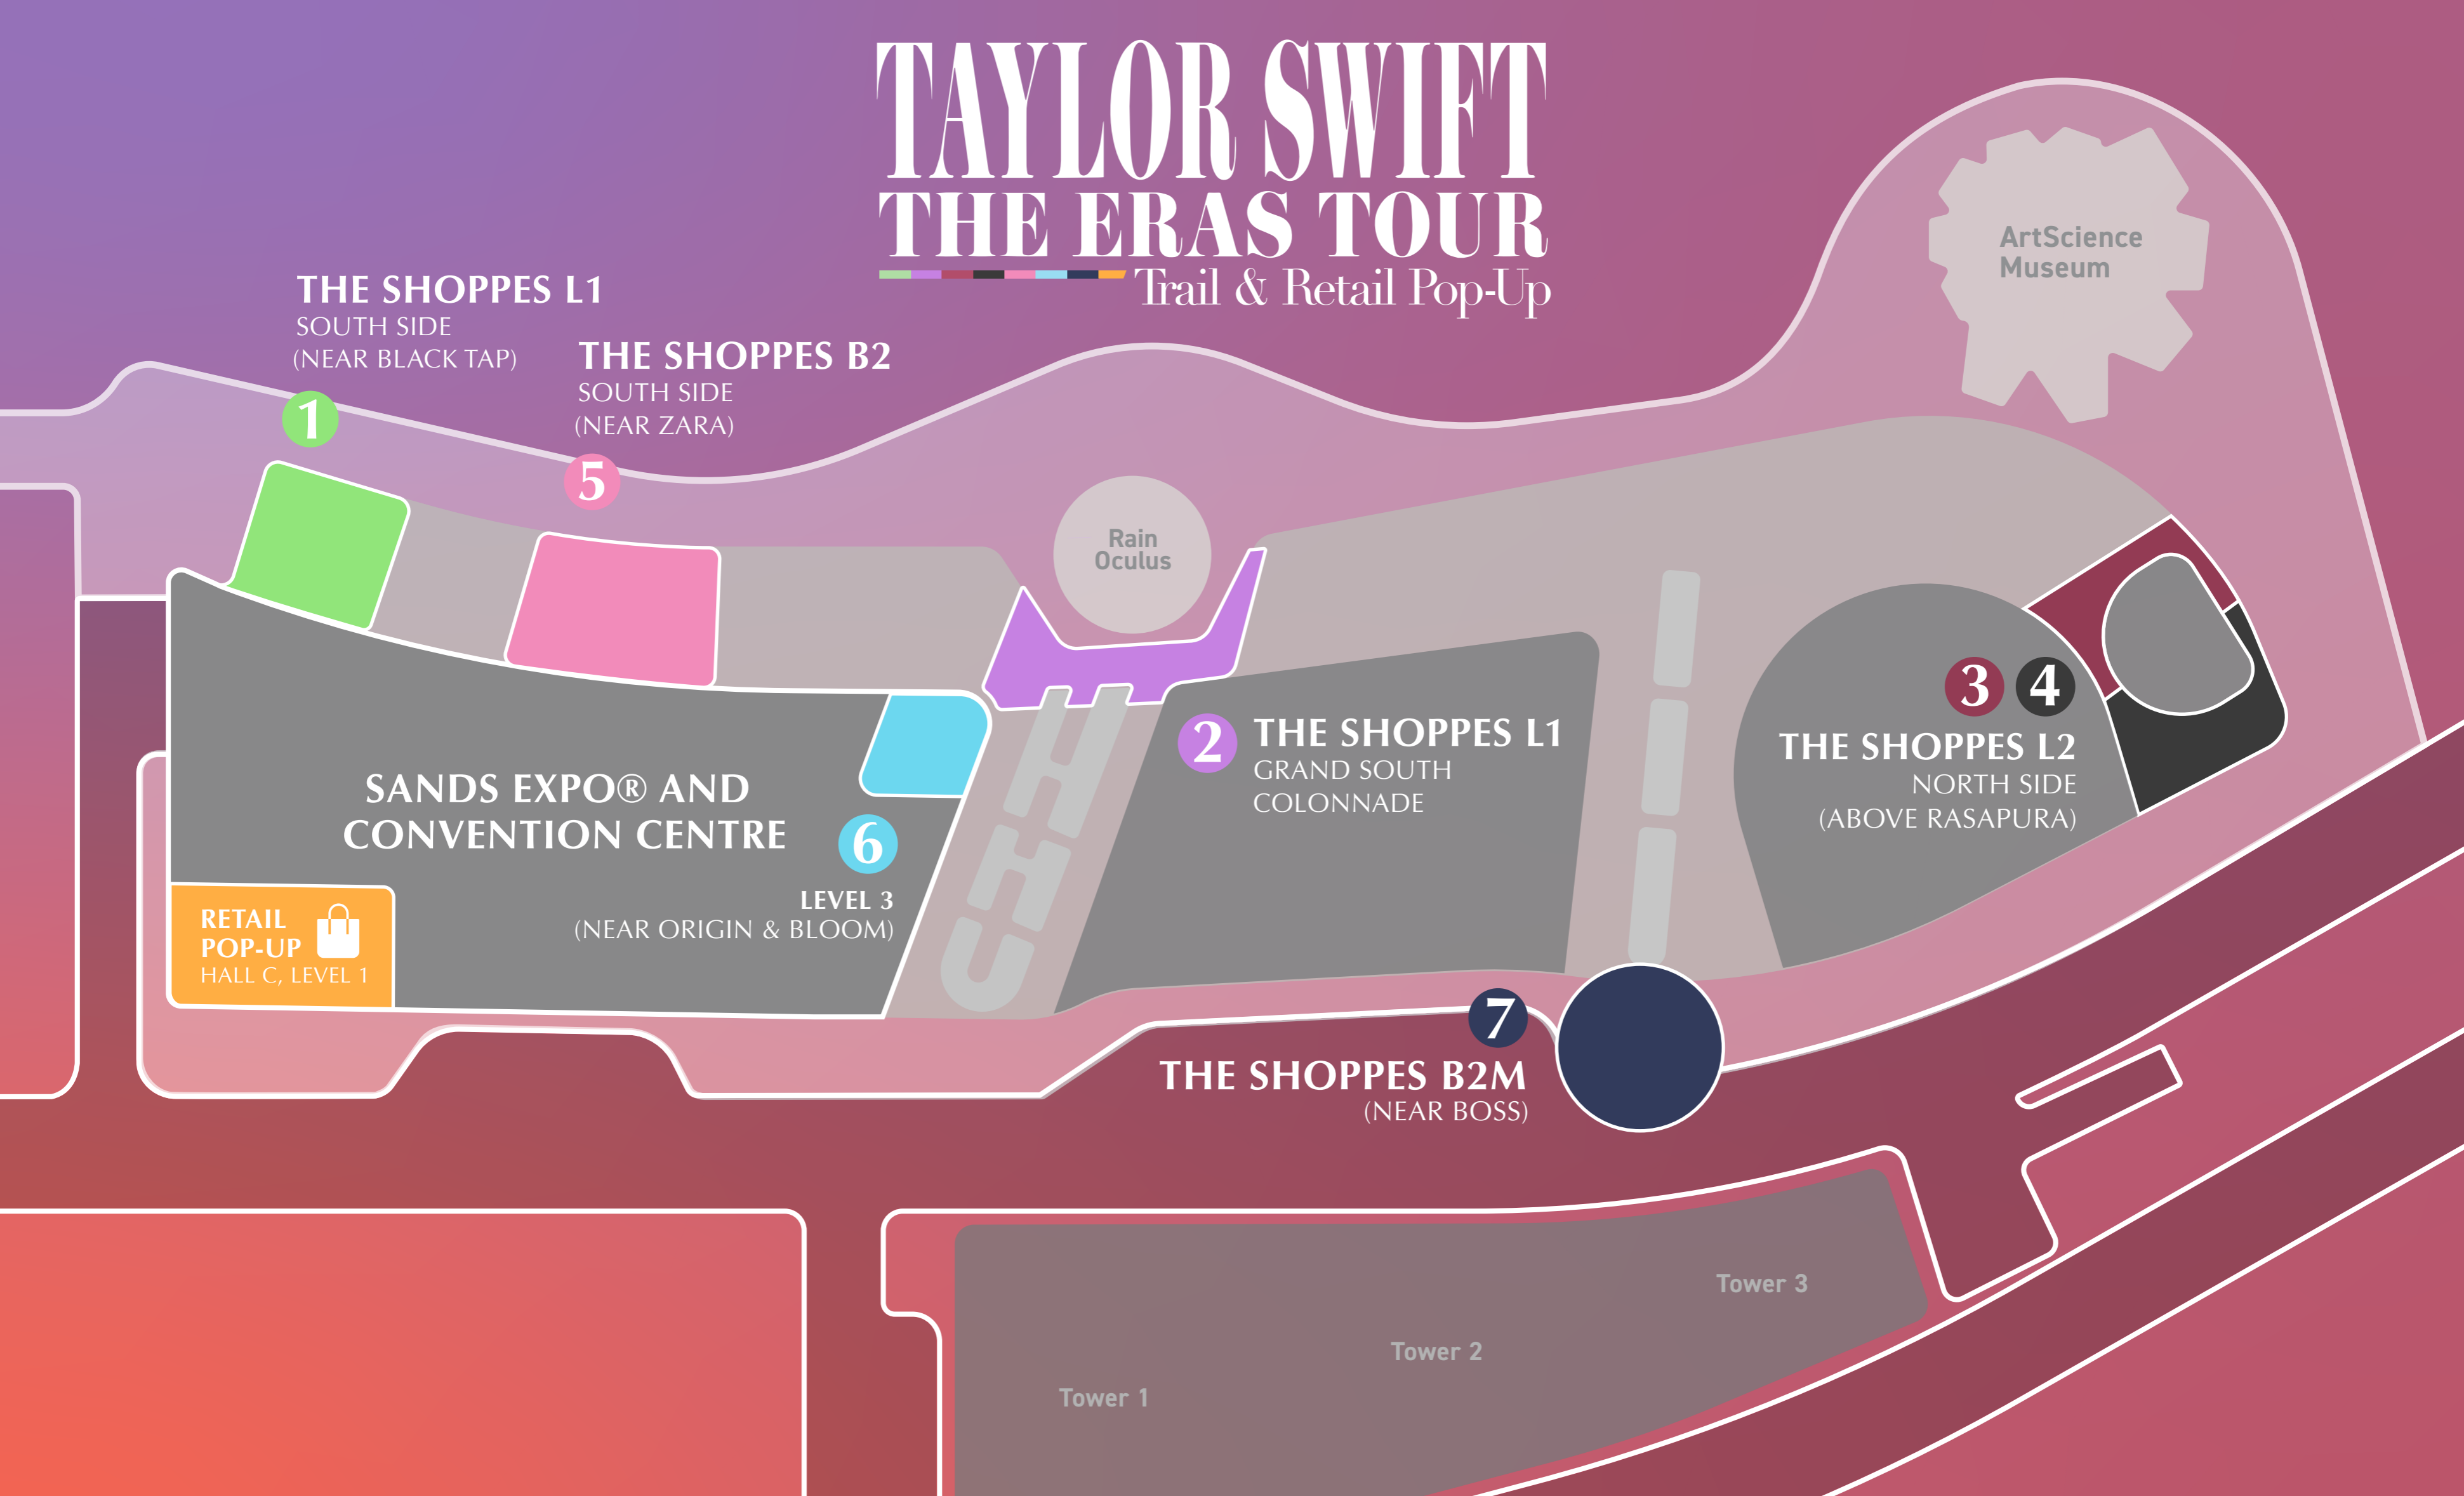 TAYLOR SWIFT
THE ERAS TOUR
Trail & Retail Pop-Up
ArtScience
Museum
THE SHOPPES L1
SOUTH SIDE
(NEAR BLACK TAP)
1
THE SHOPPES B2
SOUTH SIDE
(NEAR ZARA)
5
Rain
Oculus
2
THE SHOPPES L1
GRAND SOUTH
COLONNADE
3 4
THE SHOPPES L2
NORTH SIDE
(ABOVE RASAPURA)
SANDS EXPO® AND
CONVENTION CENTRE
6
LEVEL 3
(NEAR ORIGIN & BLOOM)
RETAIL
POP-UP
HALL C, LEVEL 1
7
THE SHOPPES B2M
(NEAR BOSS)
Tower 3
Tower 2
Tower 1